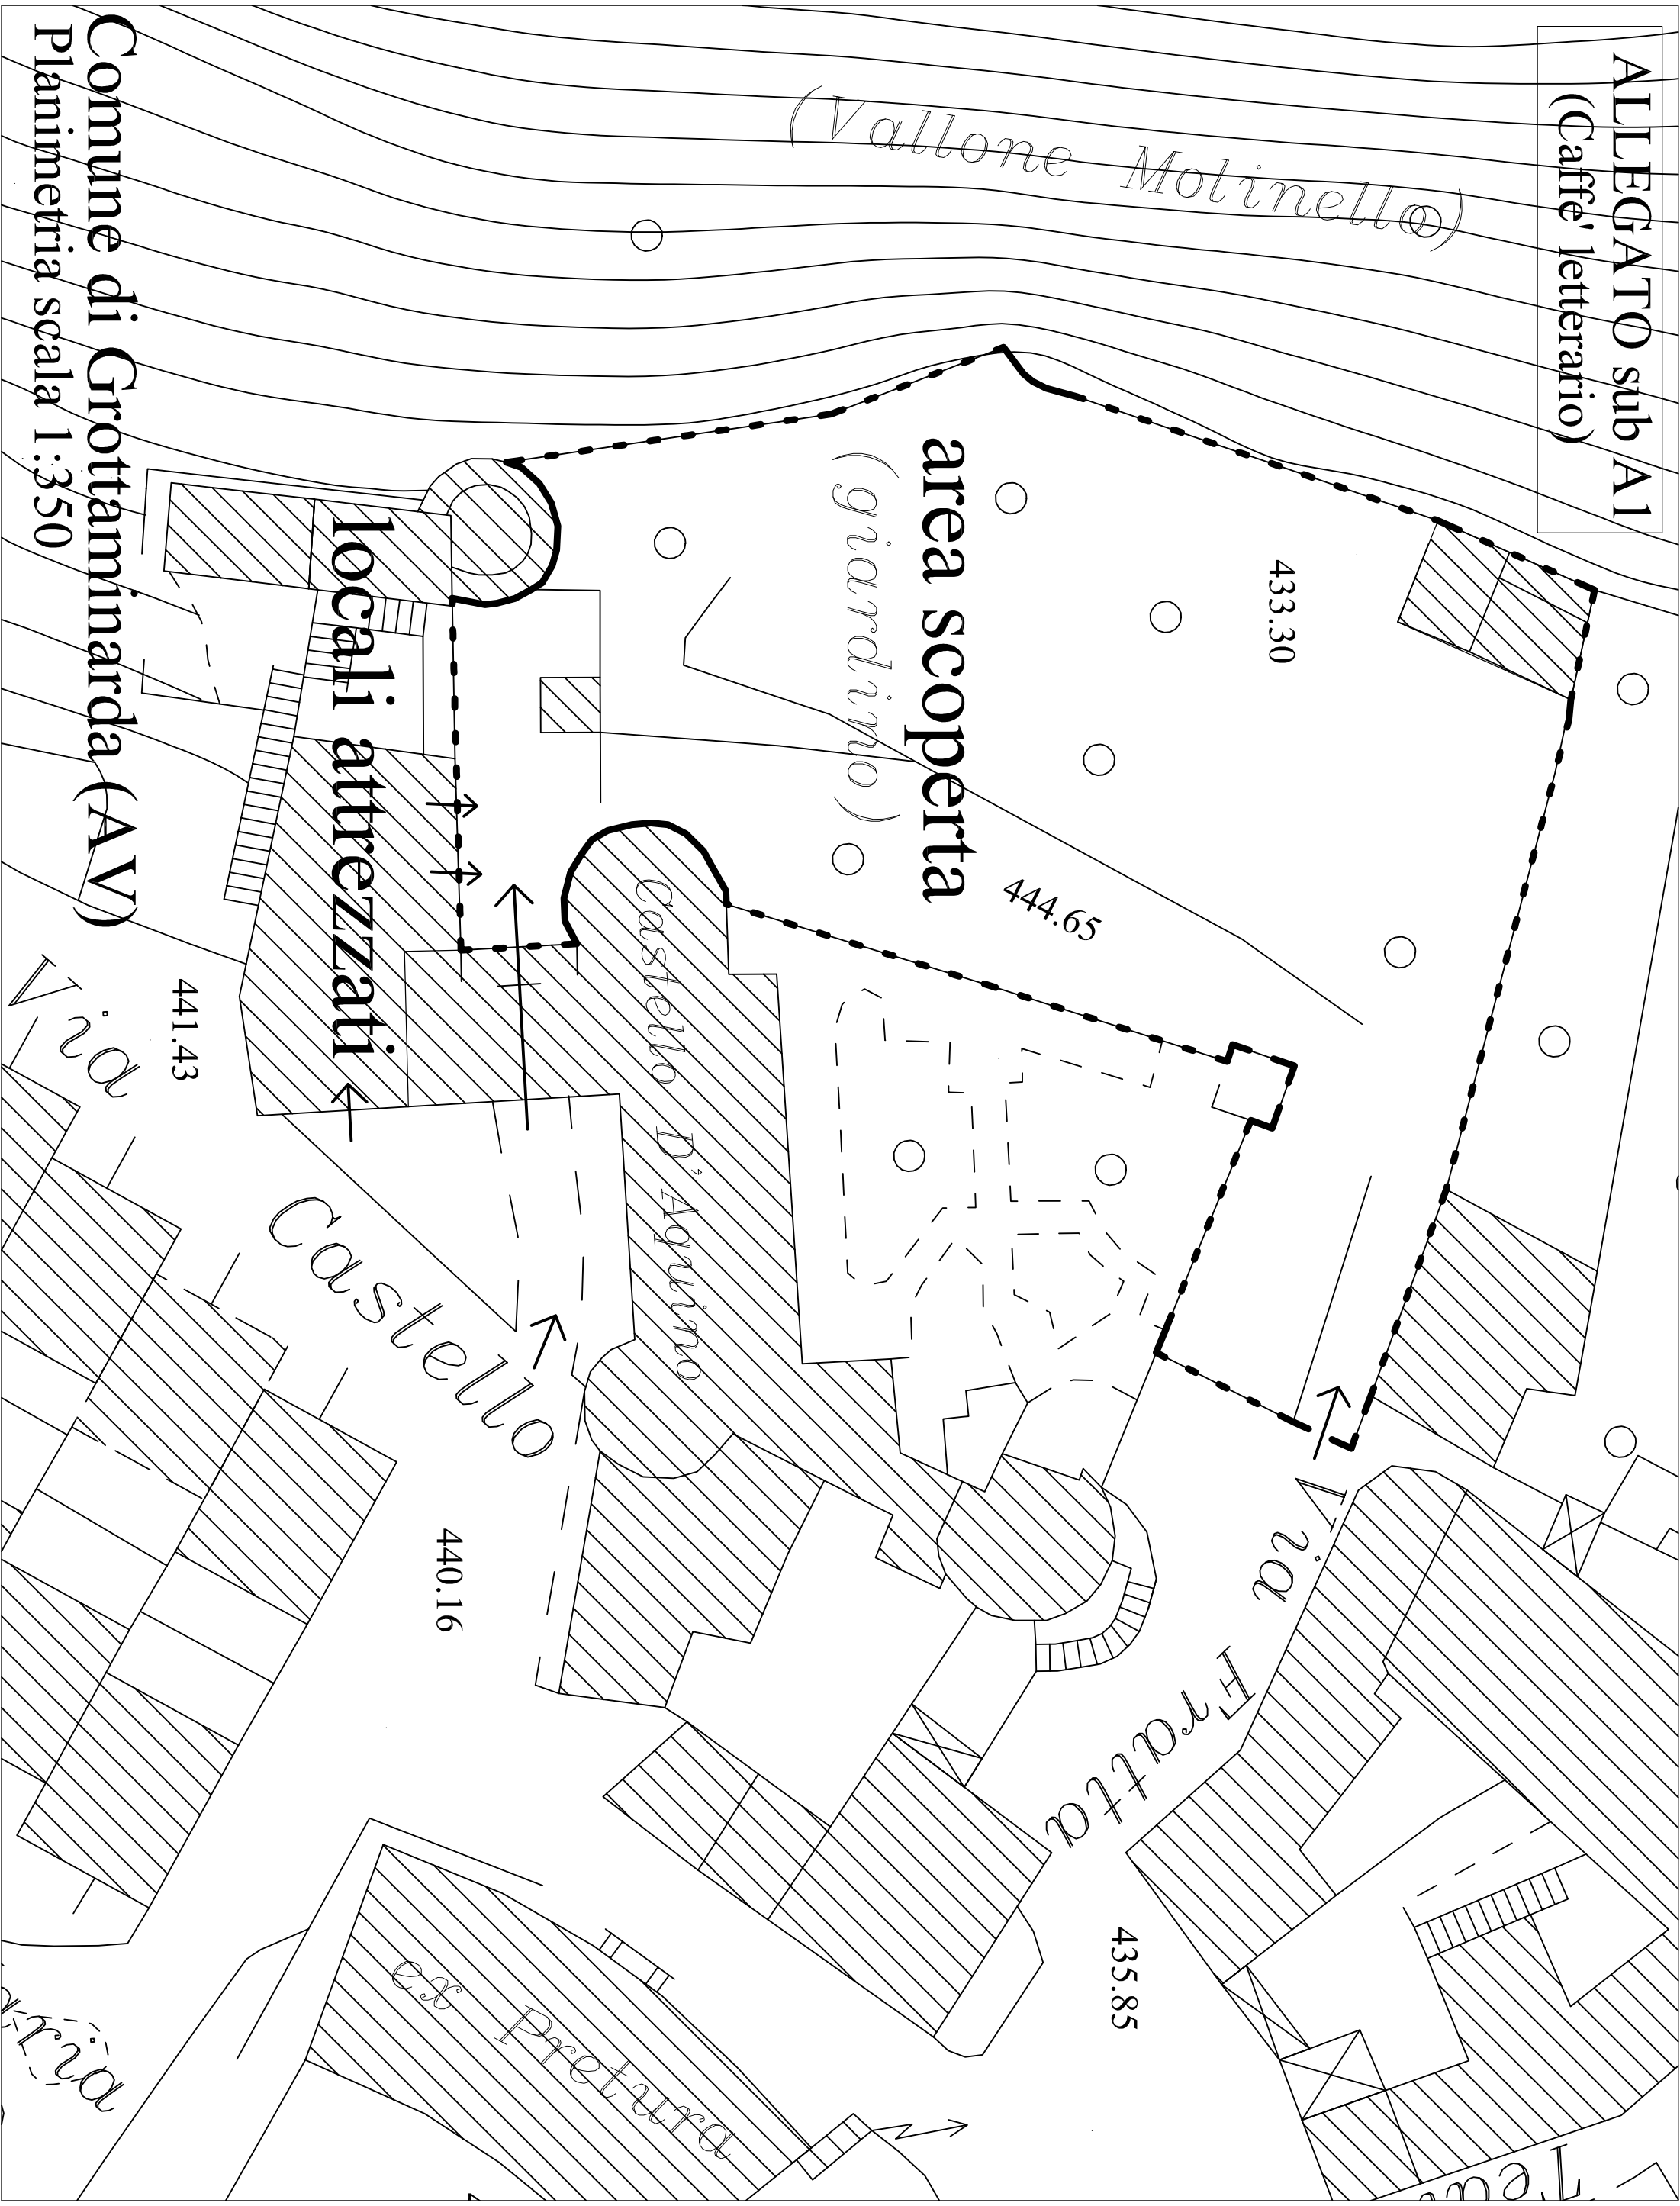 ALLEGATO sub A1
(Caffe' letterario)
(Vallone Molinello)
433.30
area scoperta
(giardino)
444.65
locali attrezzati
Castello D'Aquino
Comune di Grottaminarda (AV)
Planimetria scala 1:350
441.43
Via
Castello
440.16
Via
Fratta
435.85
ex Pretura